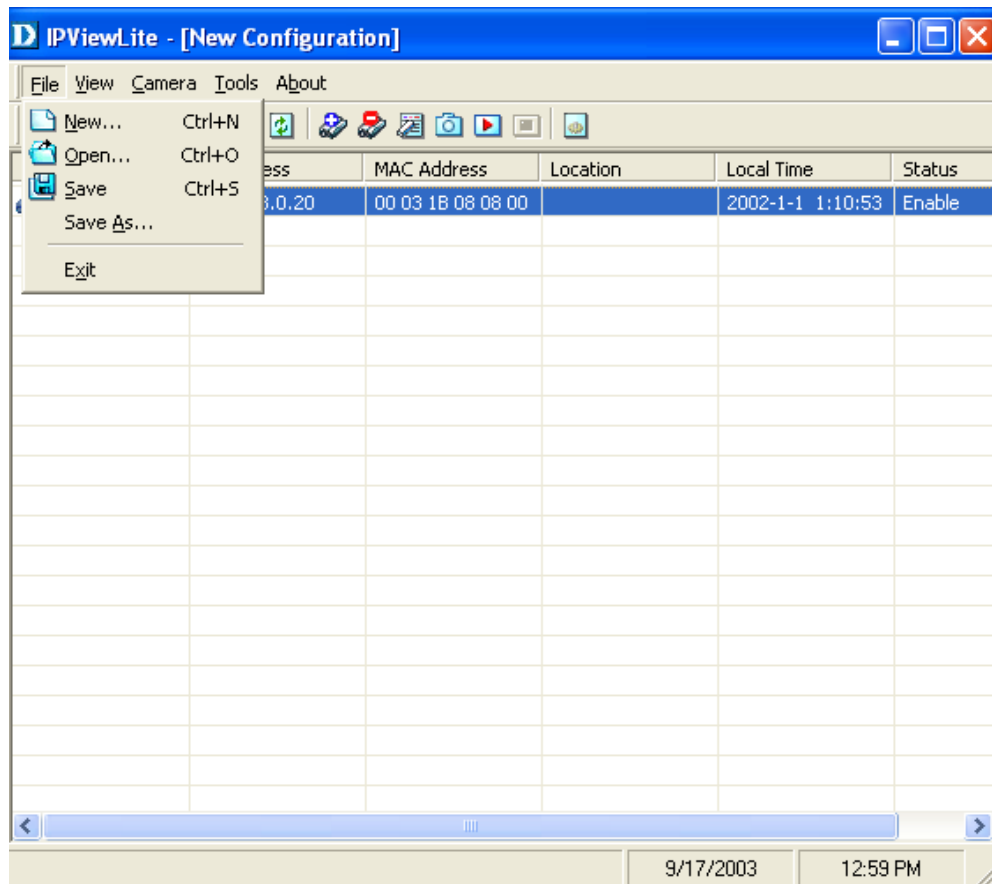 D IPViewLite - [New Configuration]
File View Camera Tools About
New... Ctrl+N
Open... Ctrl+O
Save Ctrl+S
Save As...
Exit
ess MAC Address Location Local Time Status
3.0.20 00 03 1B 08 08 00 2002-1-1 1:10:53 Enable
9/17/2003 12:59 PM